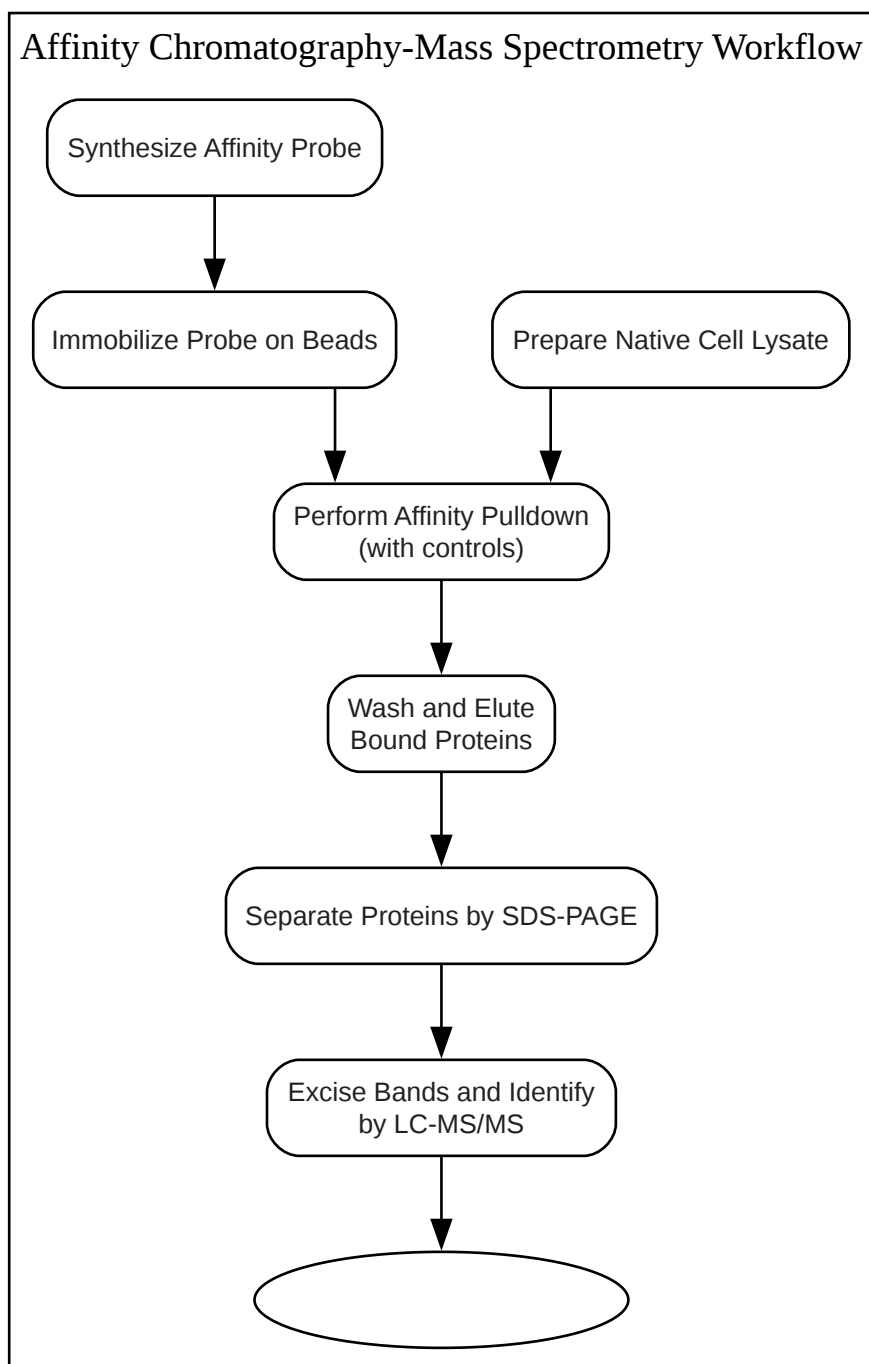 Affinity Chromatography-Mass Spectrometry Workflow
Synthesize Affinity Probe
Immobilize Probe on Beads
Prepare Native Cell Lysate
Perform Affinity Pulldown
(with controls)
Wash and Elute
Bound Proteins
Separate Proteins by SDS-PAGE
Excise Bands and Identify
by LC-MS/MS